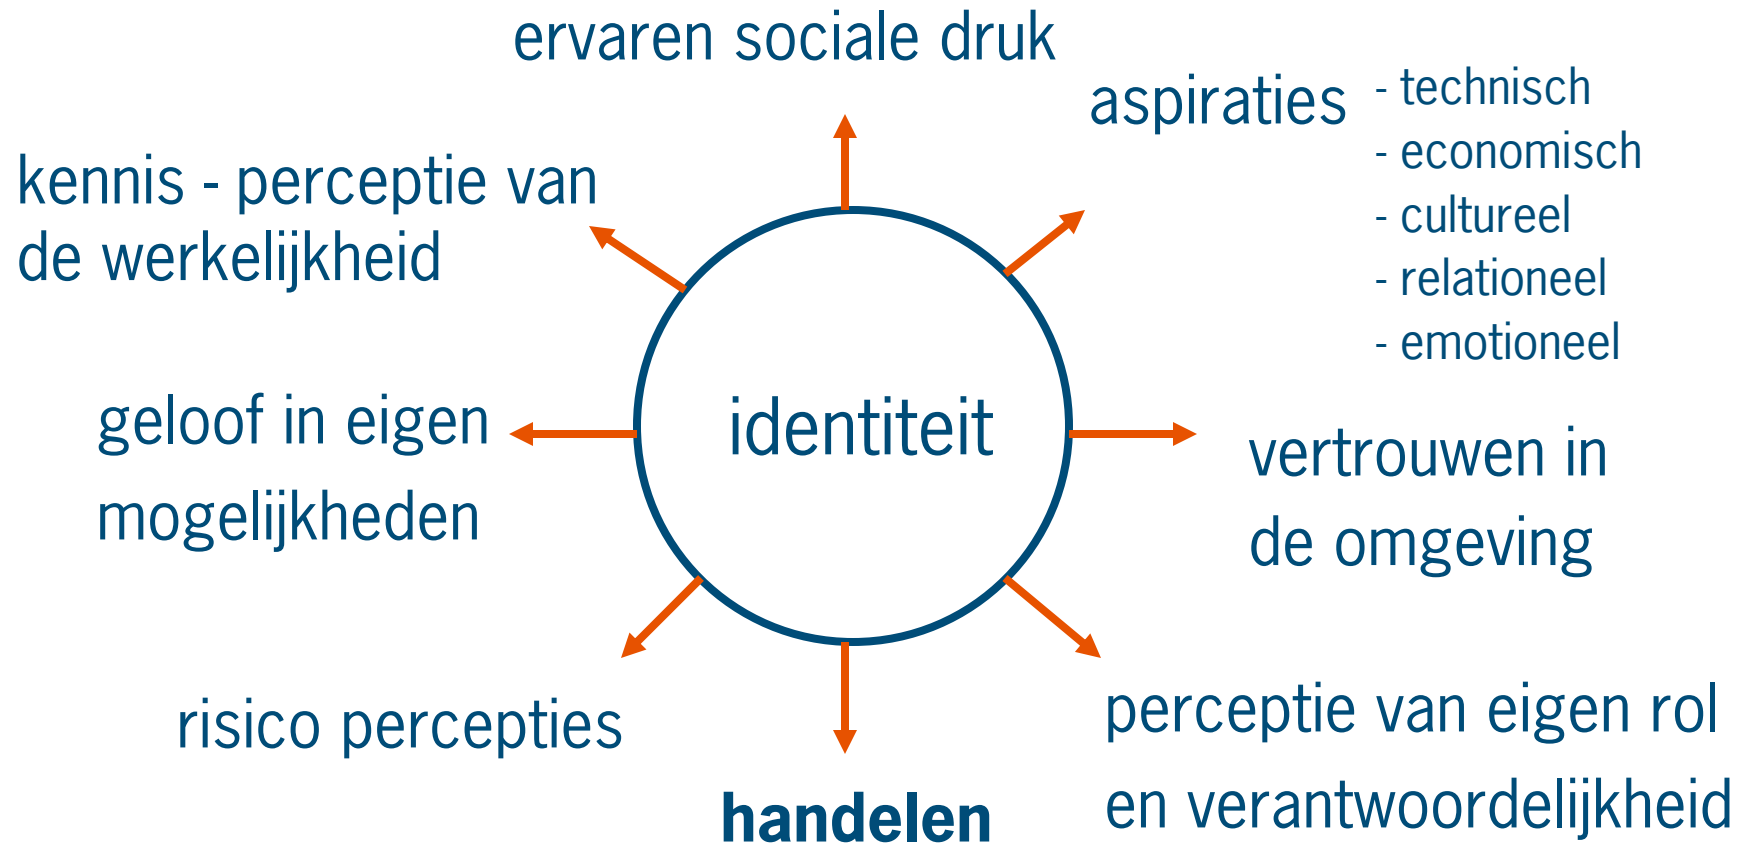 ervaren sociale druk
aspiraties
- technisch
- economisch
- cultureel
- relationeel
- emotioneel
kennis - perceptie van
de werkelijkheid
geloof in eigen
mogelijkheden
identiteit
vertrouwen in
de omgeving
risico percepties
handelen
perceptie van eigen rol
en verantwoordelijkheid